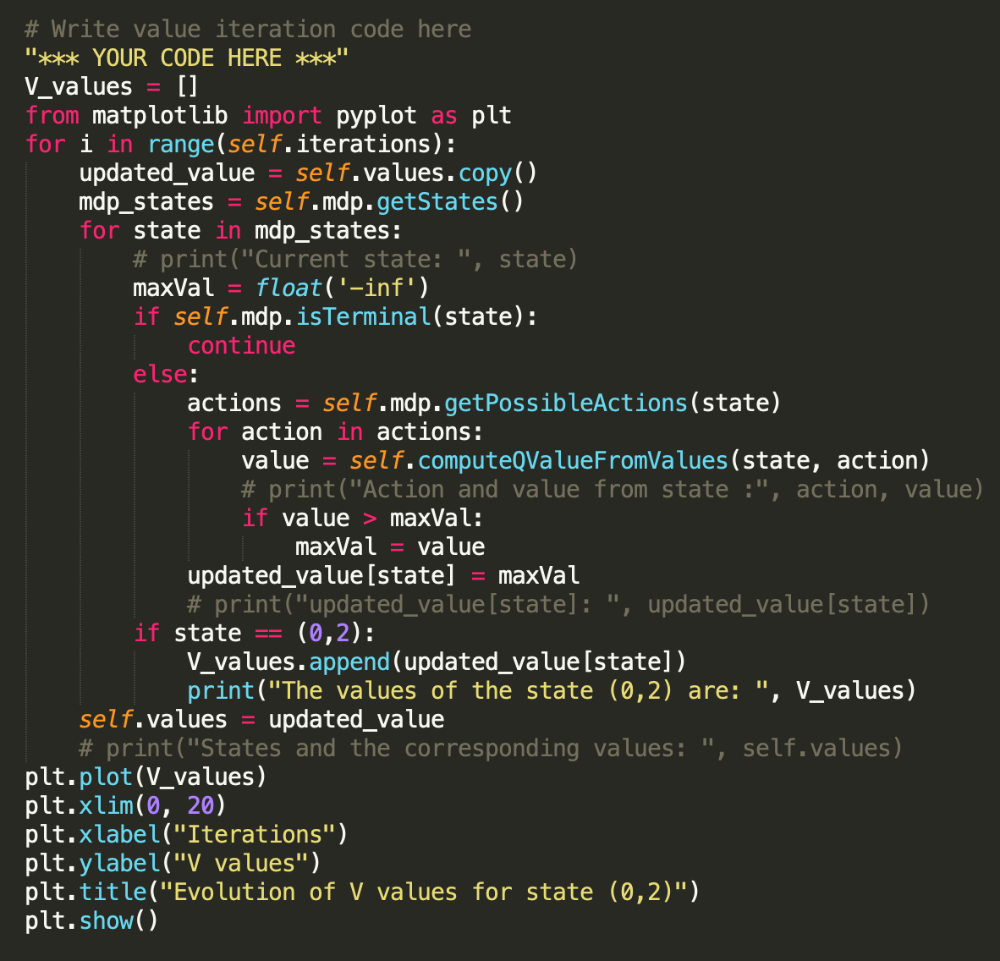 # Write value iteration code here
"*** YOUR CODE HERE ***"
V_values = []
from matplotlib import pyplot as plt
for i in range(self.iterations):
    updated_value = self.values.copy()
    mdp_states = self.mdp.getStates()
    for state in mdp_states:
        # print("Current state: ", state)
        maxVal = float('-inf')
        if self.mdp.isTerminal(state):
            continue
        else:
            actions = self.mdp.getPossibleActions(state)
            for action in actions:
                value = self.computeQValueFromValues(state, action)
                # print("Action and value from state :", action, value)
                if value > maxVal:
                    maxVal = value
            updated_value[state] = maxVal
            # print("updated_value[state]: ", updated_value[state])
        if state == (0,2):
            V_values.append(updated_value[state])
            print("The values of the state (0,2) are: ", V_values)
    self.values = updated_value
    # print("States and the corresponding values: ", self.values)
plt.plot(V_values)
plt.xlim(0, 20)
plt.xlabel("Iterations")
plt.ylabel("V values")
plt.title("Evolution of V values for state (0,2)")
plt.show()